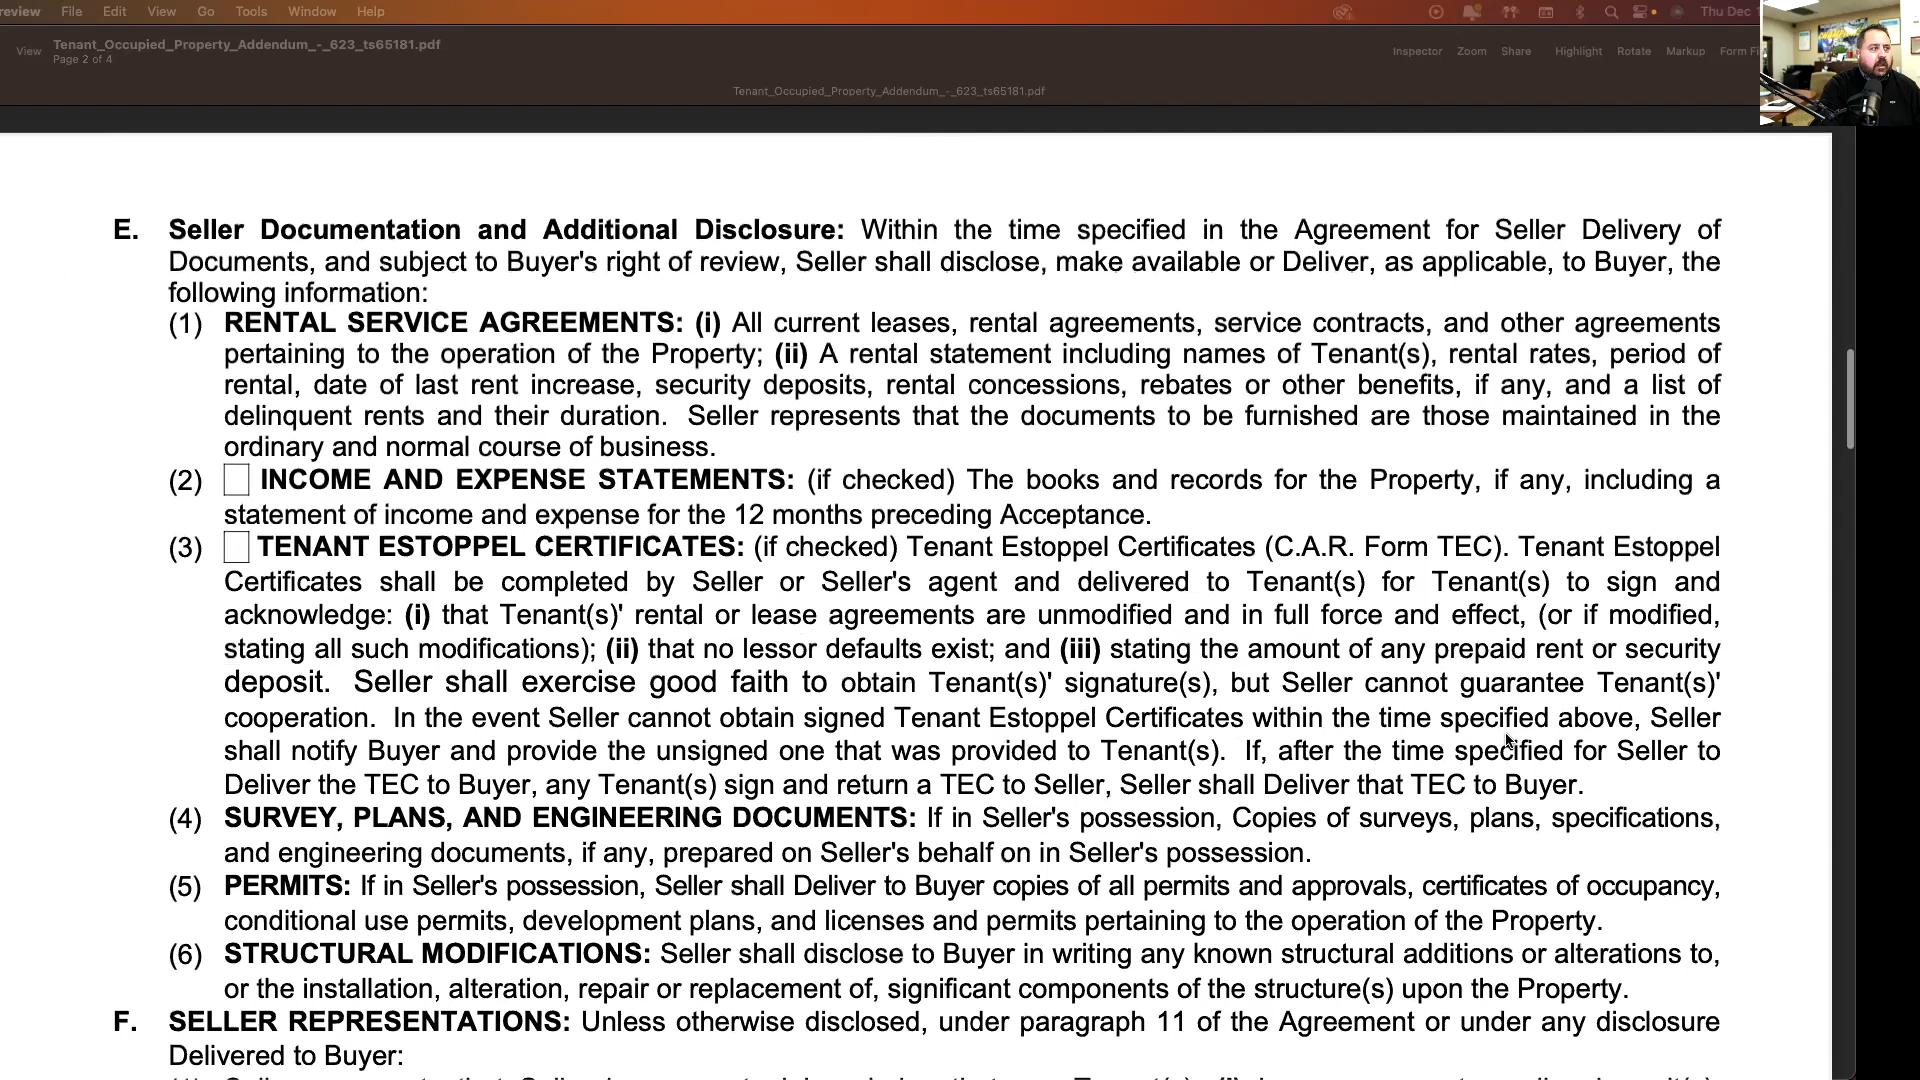 review File Edit View Go Tools Window Help Thu Dec
Tenant_Occupied_Property_Addendum_-_623_ts65181.pdf
View Page 2 of 4
Inspector Zoom Share Highlight Rotate Markup Form Fi
Tenant_Occupied_Property_Addendum_-_623_ts65181.pdf
E. Seller Documentation and Additional Disclosure: Within the time specified in the Agreement for Seller Delivery of
Documents, and subject to Buyer's right of review, Seller shall disclose, make available or Deliver, as applicable, to Buyer, the
following information:
(1) RENTAL SERVICE AGREEMENTS: (i) All current leases, rental agreements, service contracts, and other agreements
pertaining to the operation of the Property; (ii) A rental statement including names of Tenant(s), rental rates, period of
rental, date of last rent increase, security deposits, rental concessions, rebates or other benefits, if any, and a list of
delinquent rents and their duration. Seller represents that the documents to be furnished are those maintained in the
ordinary and normal course of business.
(2) INCOME AND EXPENSE STATEMENTS: (if checked) The books and records for the Property, if any, including a
statement of income and expense for the 12 months preceding Acceptance.
(3) TENANT ESTOPPEL CERTIFICATES: (if checked) Tenant Estoppel Certificates (C.A.R. Form TEC). Tenant Estoppel
Certificates shall be completed by Seller or Seller's agent and delivered to Tenant(s) for Tenant(s) to sign and
acknowledge: (i) that Tenant(s)' rental or lease agreements are unmodified and in full force and effect, (or if modified,
stating all such modifications); (ii) that no lessor defaults exist; and (iii) stating the amount of any prepaid rent or security
deposit. Seller shall exercise good faith to obtain Tenant(s)' signature(s), but Seller cannot guarantee Tenant(s)'
cooperation. In the event Seller cannot obtain signed Tenant Estoppel Certificates within the time specified above, Seller
shall notify Buyer and provide the unsigned one that was provided to Tenant(s). If, after the time specified for Seller to
Deliver the TEC to Buyer, any Tenant(s) sign and return a TEC to Seller, Seller shall Deliver that TEC to Buyer.
(4) SURVEY, PLANS, AND ENGINEERING DOCUMENTS: If in Seller's possession, Copies of surveys, plans, specifications,
and engineering documents, if any, prepared on Seller's behalf on in Seller's possession.
(5) PERMITS: If in Seller's possession, Seller shall Deliver to Buyer copies of all permits and approvals, certificates of occupancy,
conditional use permits, development plans, and licenses and permits pertaining to the operation of the Property.
(6) STRUCTURAL MODIFICATIONS: Seller shall disclose to Buyer in writing any known structural additions or alterations to,
or the installation, alteration, repair or replacement of, significant components of the structure(s) upon the Property.
F. SELLER REPRESENTATIONS: Unless otherwise disclosed, under paragraph 11 of the Agreement or under any disclosure
Delivered to Buyer: